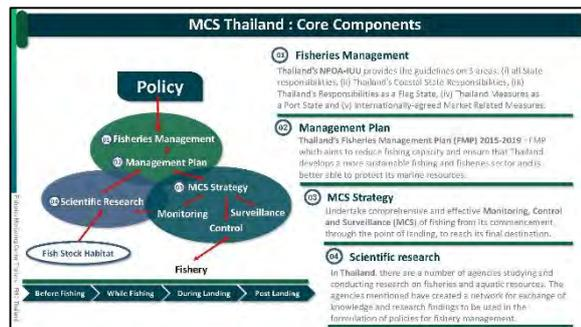 MCS Thailand : Core Components
Policy
01 Fisheries Management
02 Management Plan
03 MCS Strategy
04 Scientific Research
Monitoring
Surveillance
Control
Fish Stock Habitat
Fishery
Before Fishing
While Fishing
During Landing
Post Landing
01 Fisheries Management
Thailand's NPOA-IUU provides the guidelines on 5 areas: (i) all State
responsibilities, (ii) Thailand's Coastal State Responsibilities, (iii)
Thailand's Responsibilities as a Flag State, (iv) Thailand Measures as
a Port State and (v) Internationally-agreed Market Related Measures.
02 Management Plan
Thailand's Fisheries Management Plan (FMP) 2015-2019 : FMP
which aims to reduce fishing capacity and ensure that Thailand
develops a more sustainable fishing and fisheries sector and is
better able to protect its marine resources.
03 MCS Strategy
Undertake comprehensive and effective Monitoring, Control
and Surveillance (MCS) of fishing from its commencement
through the point of landing, to reach its final destination.
04 Scientific research
In Thailand, there are a number of agencies studying and
conducting research on fisheries and aquatic resources. The
agencies mentioned have created a network for exchange of
knowledge and research findings to be used in the
formulation of policies for fishery management.